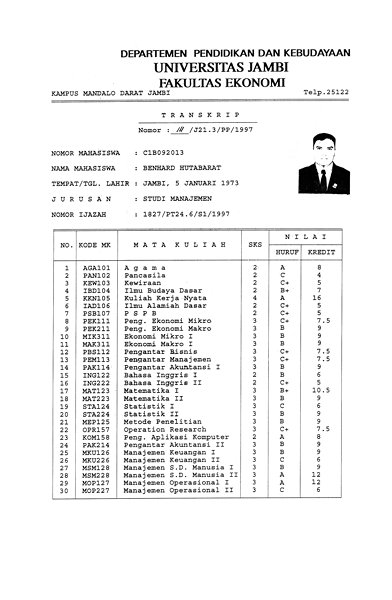 DEPARTEMEN PENDIDIKAN DAN KEBUDAYAAN
UNIVERSITAS JAMBI
FAKULTAS EKONOMI
KAMPUS MANDALO DARAT JAMBI Telp.25122
T R A N S K R I P
Nomor : /J21.3/PP/1997
NOMOR MAHASISWA : C1B092013
NAMA MAHASISWA : BENHARD HUTABARAT
TEMPAT/TGL. LAHIR : JAMBI, 5 JANUARI 1973
J U R U S A N : STUDI MANAJEMEN
NOMOR IJAZAH : 1827/PT24.6/S1/1997
NO. KODE MK M A T A K U L I A H SKS N I L A I
HURUF KREDIT
1 AGA101 A g a m a 2 A 8
2 PAN102 Pancasila 2 C 4
3 KEW103 Kewiraan 2 C+ 5
4 IBD104 Ilmu Budaya Dasar 2 B+ 7
5 KKN105 Kuliah Kerja Nyata 4 A 16
6 IAD106 Ilmu Alamiah Dasar 2 C+ 5
7 PSB107 P S P B 2 C+ 5
8 PEK111 Peng. Ekonomi Mikro 3 C+ 7.5
9 PEK211 Peng. Ekonomi Makro 3 B 9
10 MIK311 Ekonomi Mikro I 3 B 9
11 MAK311 Ekonomi Makro I 3 B 9
12 PBS112 Pengantar Bisnis 3 C+ 7.5
13 PEM113 Pengantar Manajemen 3 C+ 7.5
14 PAK114 Pengantar Akuntansi I 3 B 9
15 ING122 Bahasa Inggris I 2 B 6
16 ING222 Bahasa Inggris II 2 C+ 5
17 MAT123 Matematika I 3 B+ 10.5
18 MAT223 Matematika II 3 B 9
19 STA124 Statistik I 3 C 6
20 STA224 Statistik II 3 B 9
21 MEP125 Metode Penelitian 3 B 9
22 OPR157 Operation Research 3 C+ 7.5
23 KOM158 Peng. Aplikasi Komputer 2 A 8
24 PAK214 Pengantar Akuntansi II 3 B 9
25 MKU126 Manajemen Keuangan I 3 B 9
26 MKU226 Manajemen Keuangan II 3 C 6
27 MSM128 Manajemen S.D. Manusia I 3 B 9
28 MSM228 Manajemen S.D. Manusia II 3 A 12
29 MOP127 Manajemen Operasional I 3 A 12
30 MOP227 Manajemen Operasional II 3 C 6